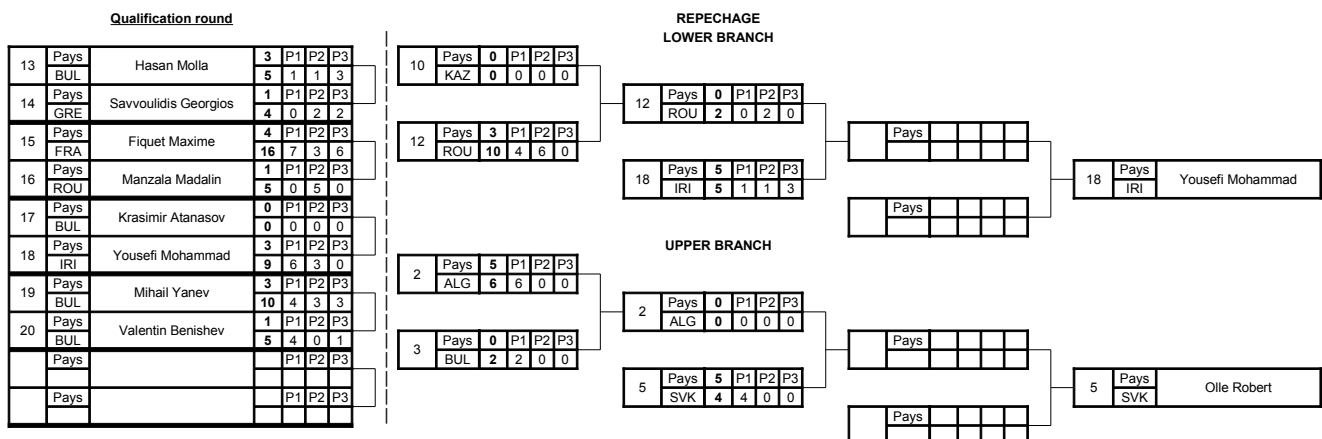 Qualification round
13 Pays Hasan Molla 3 P1 P2 P3
BUL 5 1 1 3
14 Pays Savvoulidis Georgios 1 P1 P2 P3
GRE 4 0 2 2
15 Pays Fiquet Maxime 4 P1 P2 P3
FRA 16 7 3 6
16 Pays Manzala Madalin 1 P1 P2 P3
ROU 5 0 5 0
17 Pays Krasimir Atanasov 0 P1 P2 P3
BUL 0 0 0 0
18 Pays Yousefi Mohammad 3 P1 P2 P3
IRI 9 6 3 0
19 Pays Mihail Yanev 3 P1 P2 P3
BUL 10 4 3 3
20 Pays Valentin Benishev 1 P1 P2 P3
BUL 5 4 0 1
Pays P1 P2 P3
Pays P1 P2 P3
REPECHAGE
LOWER BRANCH
10 Pays 0 P1 P2 P3
KAZ 0 0 0 0
12 Pays 3 P1 P2 P3
ROU 10 4 6 0
12 Pays 0 P1 P2 P3
ROU 2 0 2 0
18 Pays 5 P1 P2 P3
IRI 5 1 1 3
Pays
Pays
18 Pays Yousefi Mohammad
IRI
UPPER BRANCH
2 Pays 5 P1 P2 P3
ALG 6 6 0 0
3 Pays 0 P1 P2 P3
BUL 2 2 0 0
2 Pays 0 P1 P2 P3
ALG 0 0 0 0
5 Pays 5 P1 P2 P3
SVK 4 4 0 0
Pays
Pays
5 Pays Olle Robert
SVK